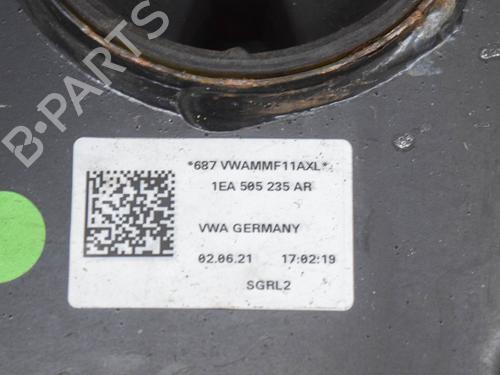 B-PARTS
*687 VWAMMF11AXL*
1EA 505 235 AR
VWA GERMANY
02.06.21 17:02:19
SGRL2